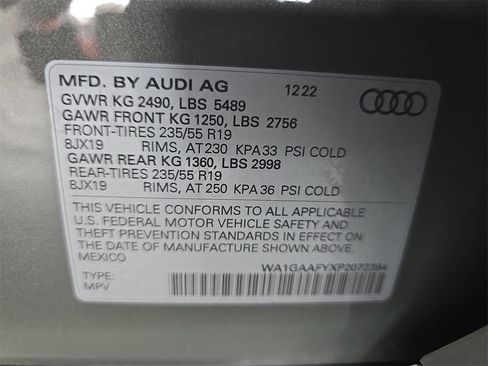 MFD. BY AUDI AG 12 22
GVWR KG 2490, LBS 5489
GAWR FRONT KG 1250, LBS 2756
FRONT-TIRES 235/55 R19
8JX19 RIMS, AT 230 KPA 33 PSI COLD
GAWR REAR KG 1360, LBS 2998
REAR-TIRES 235/55 R19
8JX19 RIMS, AT 250 KPA 36 PSI COLD
THIS VEHICLE CONFORMS TO ALL APPLICABLE
U.S. FEDERAL MOTOR VEHICLE SAFETY AND
THEFT PREVENTION STANDARDS IN EFFECT
ON THE DATE OF MANUFACTURE SHOWN ABOVE.
MEXICO
WA1GAAFYXP2072394
TYPE:
MPV